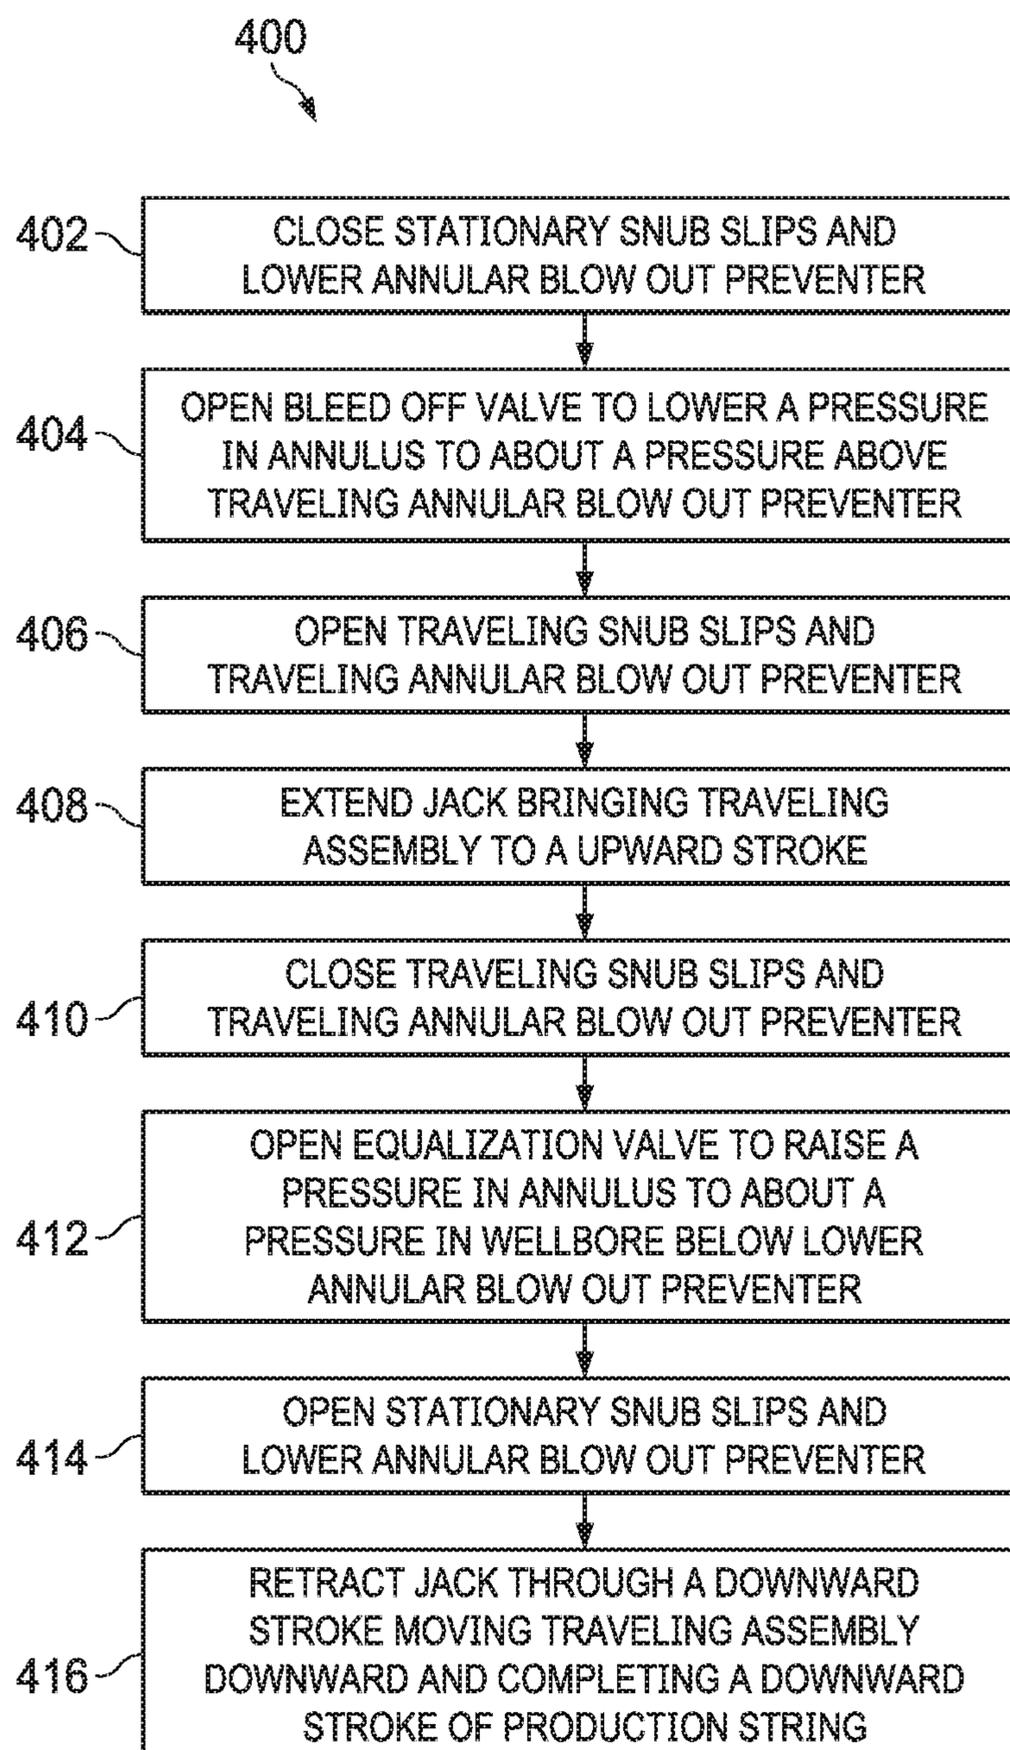 400
402
CLOSE STATIONARY SNUB SLIPS AND
LOWER ANNULAR BLOW OUT PREVENTER
404
OPEN BLEED OFF VALVE TO LOWER A PRESSURE
IN ANNULUS TO ABOUT A PRESSURE ABOVE
TRAVELING ANNULAR BLOW OUT PREVENTER
406
OPEN TRAVELING SNUB SLIPS AND
TRAVELING ANNULAR BLOW OUT PREVENTER
408
EXTEND JACK BRINGING TRAVELING
ASSEMBLY TO A UPWARD STROKE
410
CLOSE TRAVELING SNUB SLIPS AND
TRAVELING ANNULAR BLOW OUT PREVENTER
412
OPEN EQUALIZATION VALVE TO RAISE A
PRESSURE IN ANNULUS TO ABOUT A
PRESSURE IN WELLBORE BELOW LOWER
ANNULAR BLOW OUT PREVENTER
414
OPEN STATIONARY SNUB SLIPS AND
LOWER ANNULAR BLOW OUT PREVENTER
416
RETRACT JACK THROUGH A DOWNWARD
STROKE MOVING TRAVELING ASSEMBLY
DOWNWARD AND COMPLETING A DOWNWARD
STROKE OF PRODUCTION STRING